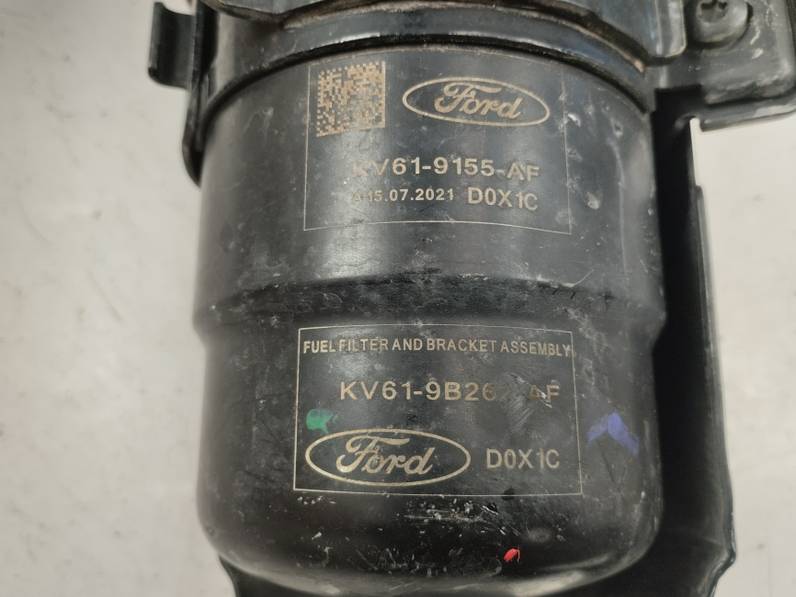 Ford
KV61-9155-AF
15.07.2021 D0X1C
FUEL FILTER AND BRACKET ASSEMBLY
KV61-9B26 AF
Ford D0X1C